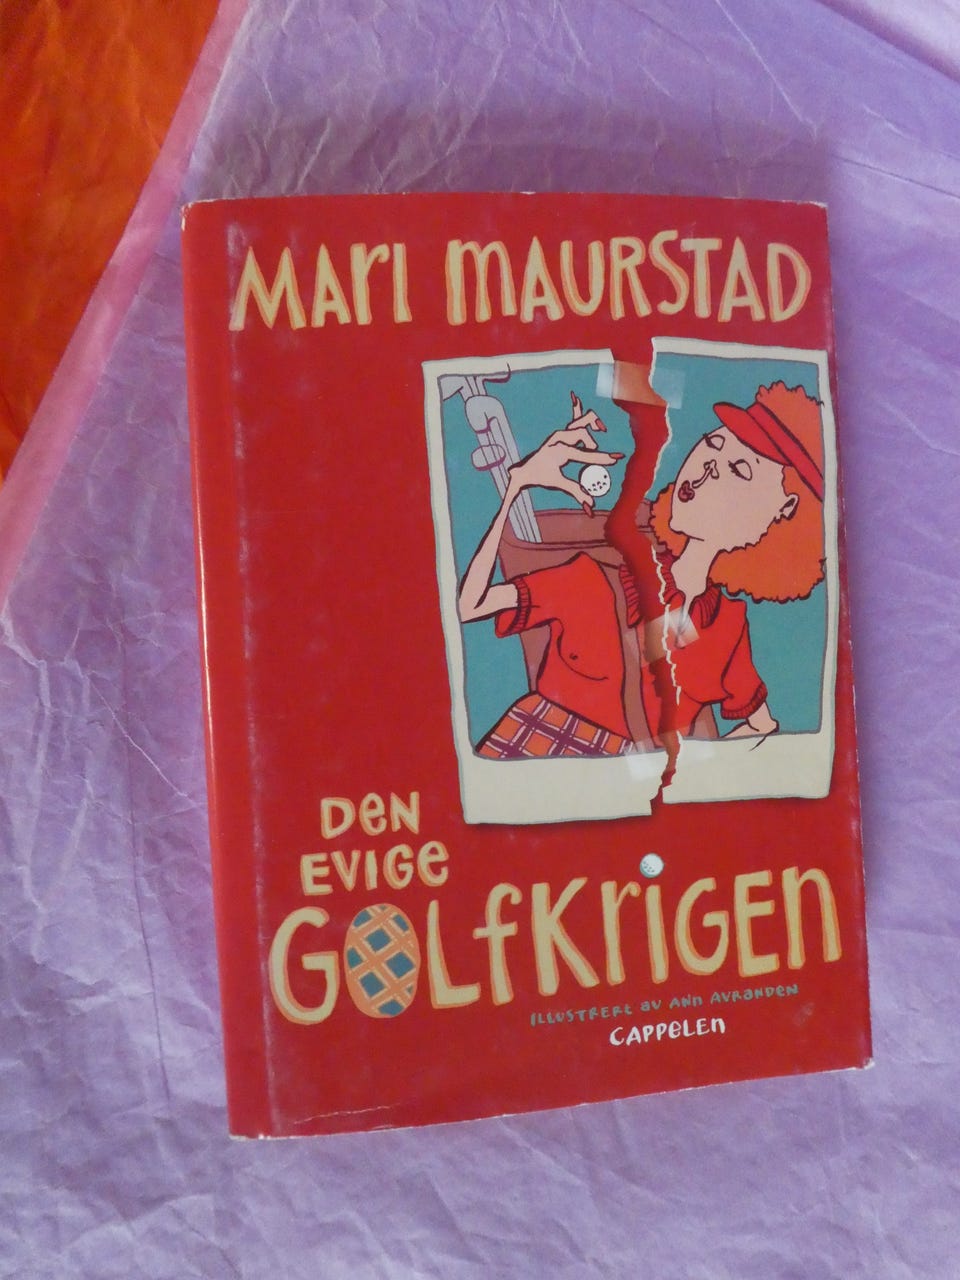 Mari Maurstad
Den
Evige
Golfkrigen
Illustrert av Ann Avranden
Cappelen